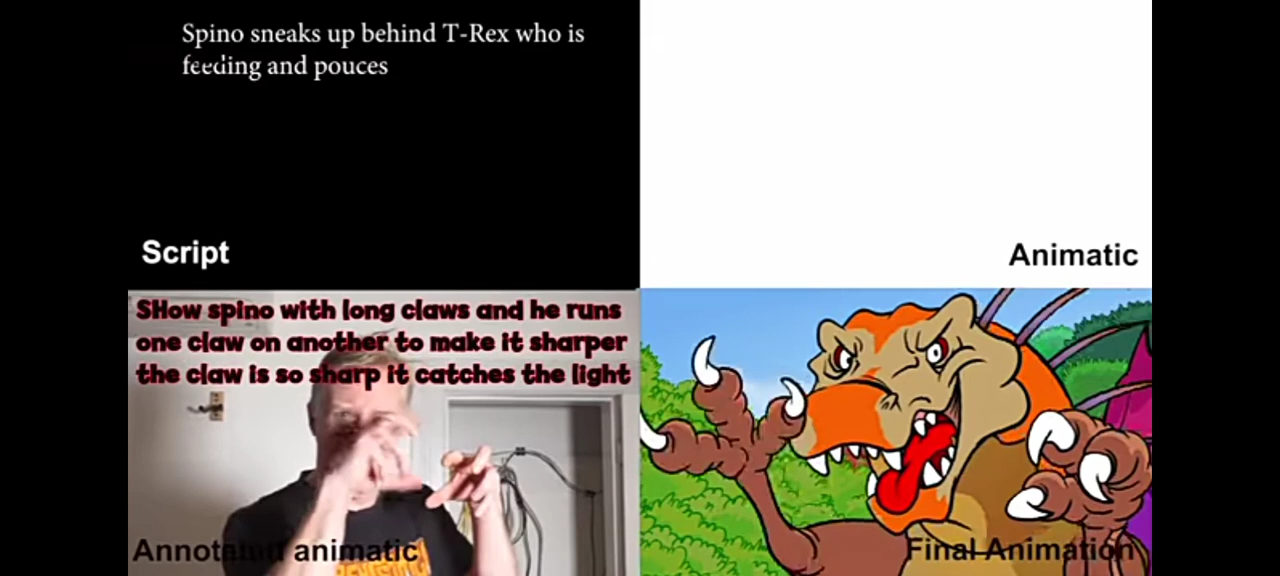 Spino sneaks up behind T-Rex who is
feeding and pouces
Script
Animatic
SHow spino with long claws and he runs
one claw on another to make it sharper
the claw is so sharp it catches the light
Annotated animatic
Final Animation